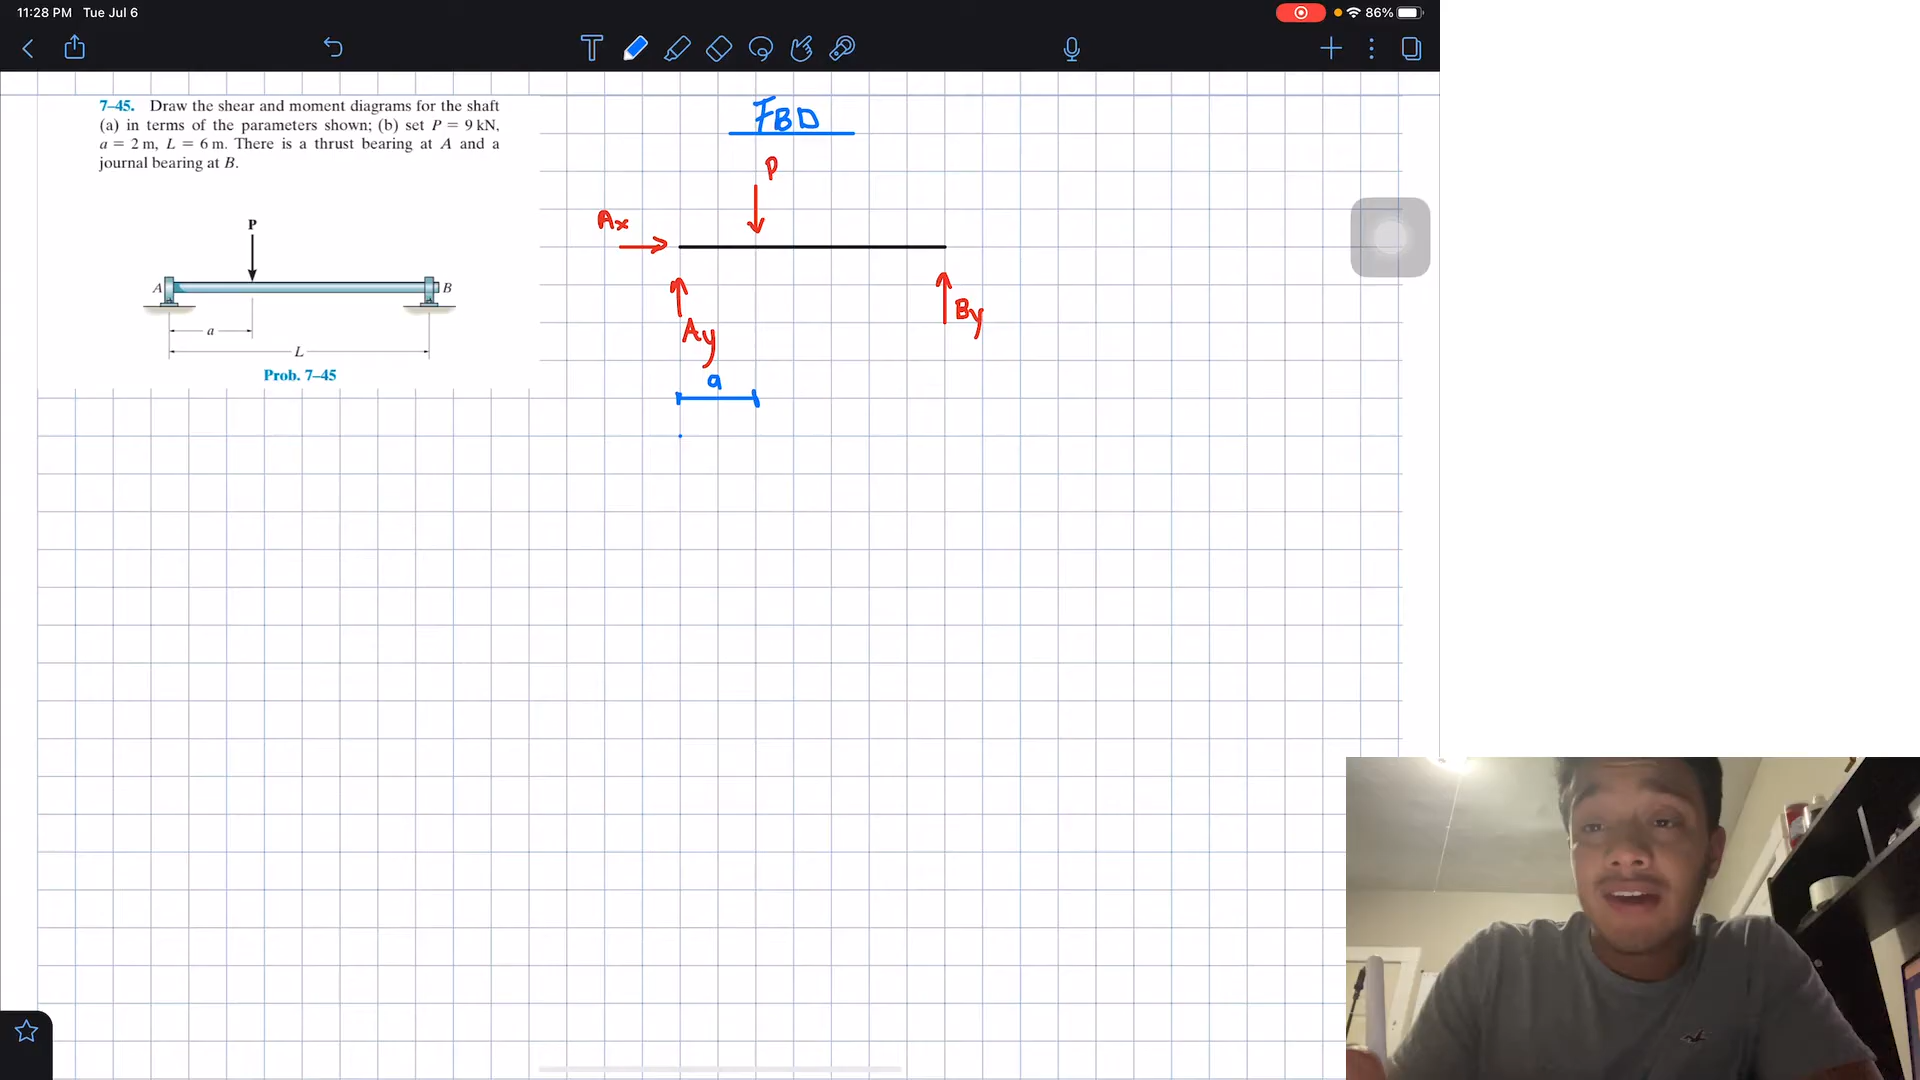 11:28 PM Tue Jul 6
86%
7–45. Draw the shear and moment diagrams for the shaft
(a) in terms of the parameters shown; (b) set P = 9 kN,
a = 2 m, L = 6 m. There is a thrust bearing at A and a
journal bearing at B.
P
A
B
a
L
Prob. 7–45
FBD
P
Ax
Ay
By
a